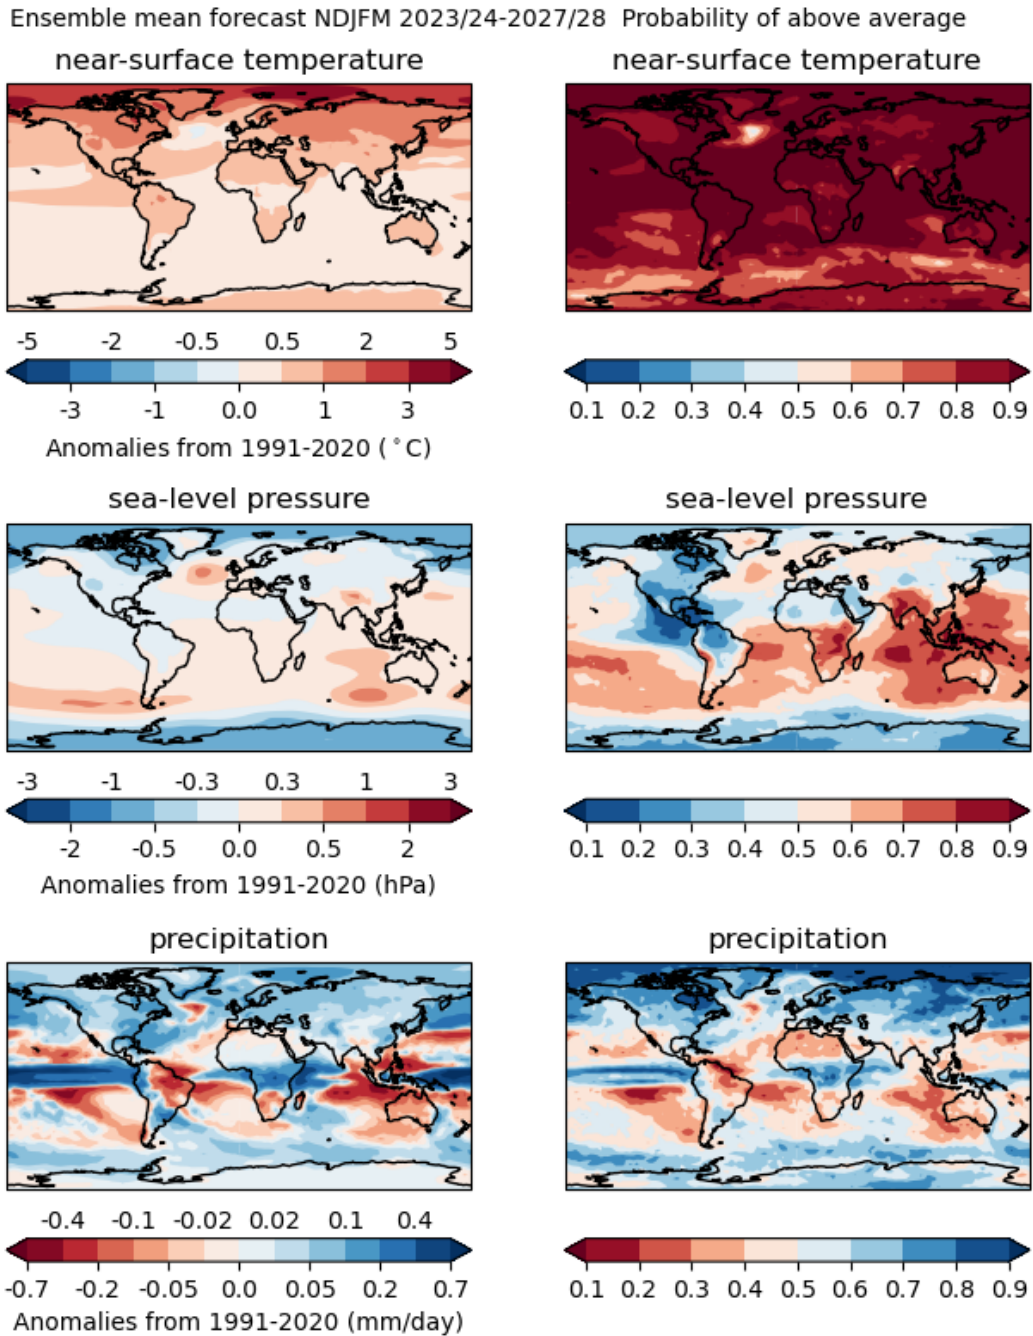 Ensemble mean forecast NDJFM 2023/24-2027/28 Probability of above average
near-surface temperature near-surface temperature
-5 -2 -0.5 0.5 2 5
-3 -1 0.0 1 3
0.1 0.2 0.3 0.4 0.5 0.6 0.7 0.8 0.9
Anomalies from 1991-2020 (°C)
sea-level pressure sea-level pressure
-3 -1 -0.3 0.3 1 3
-2 -0.5 0.0 0.5 2
0.1 0.2 0.3 0.4 0.5 0.6 0.7 0.8 0.9
Anomalies from 1991-2020 (hPa)
precipitation precipitation
-0.4 -0.1 -0.02 0.02 0.1 0.4
-0.7 -0.2 -0.05 0.0 0.05 0.2 0.7
0.1 0.2 0.3 0.4 0.5 0.6 0.7 0.8 0.9
Anomalies from 1991-2020 (mm/day)